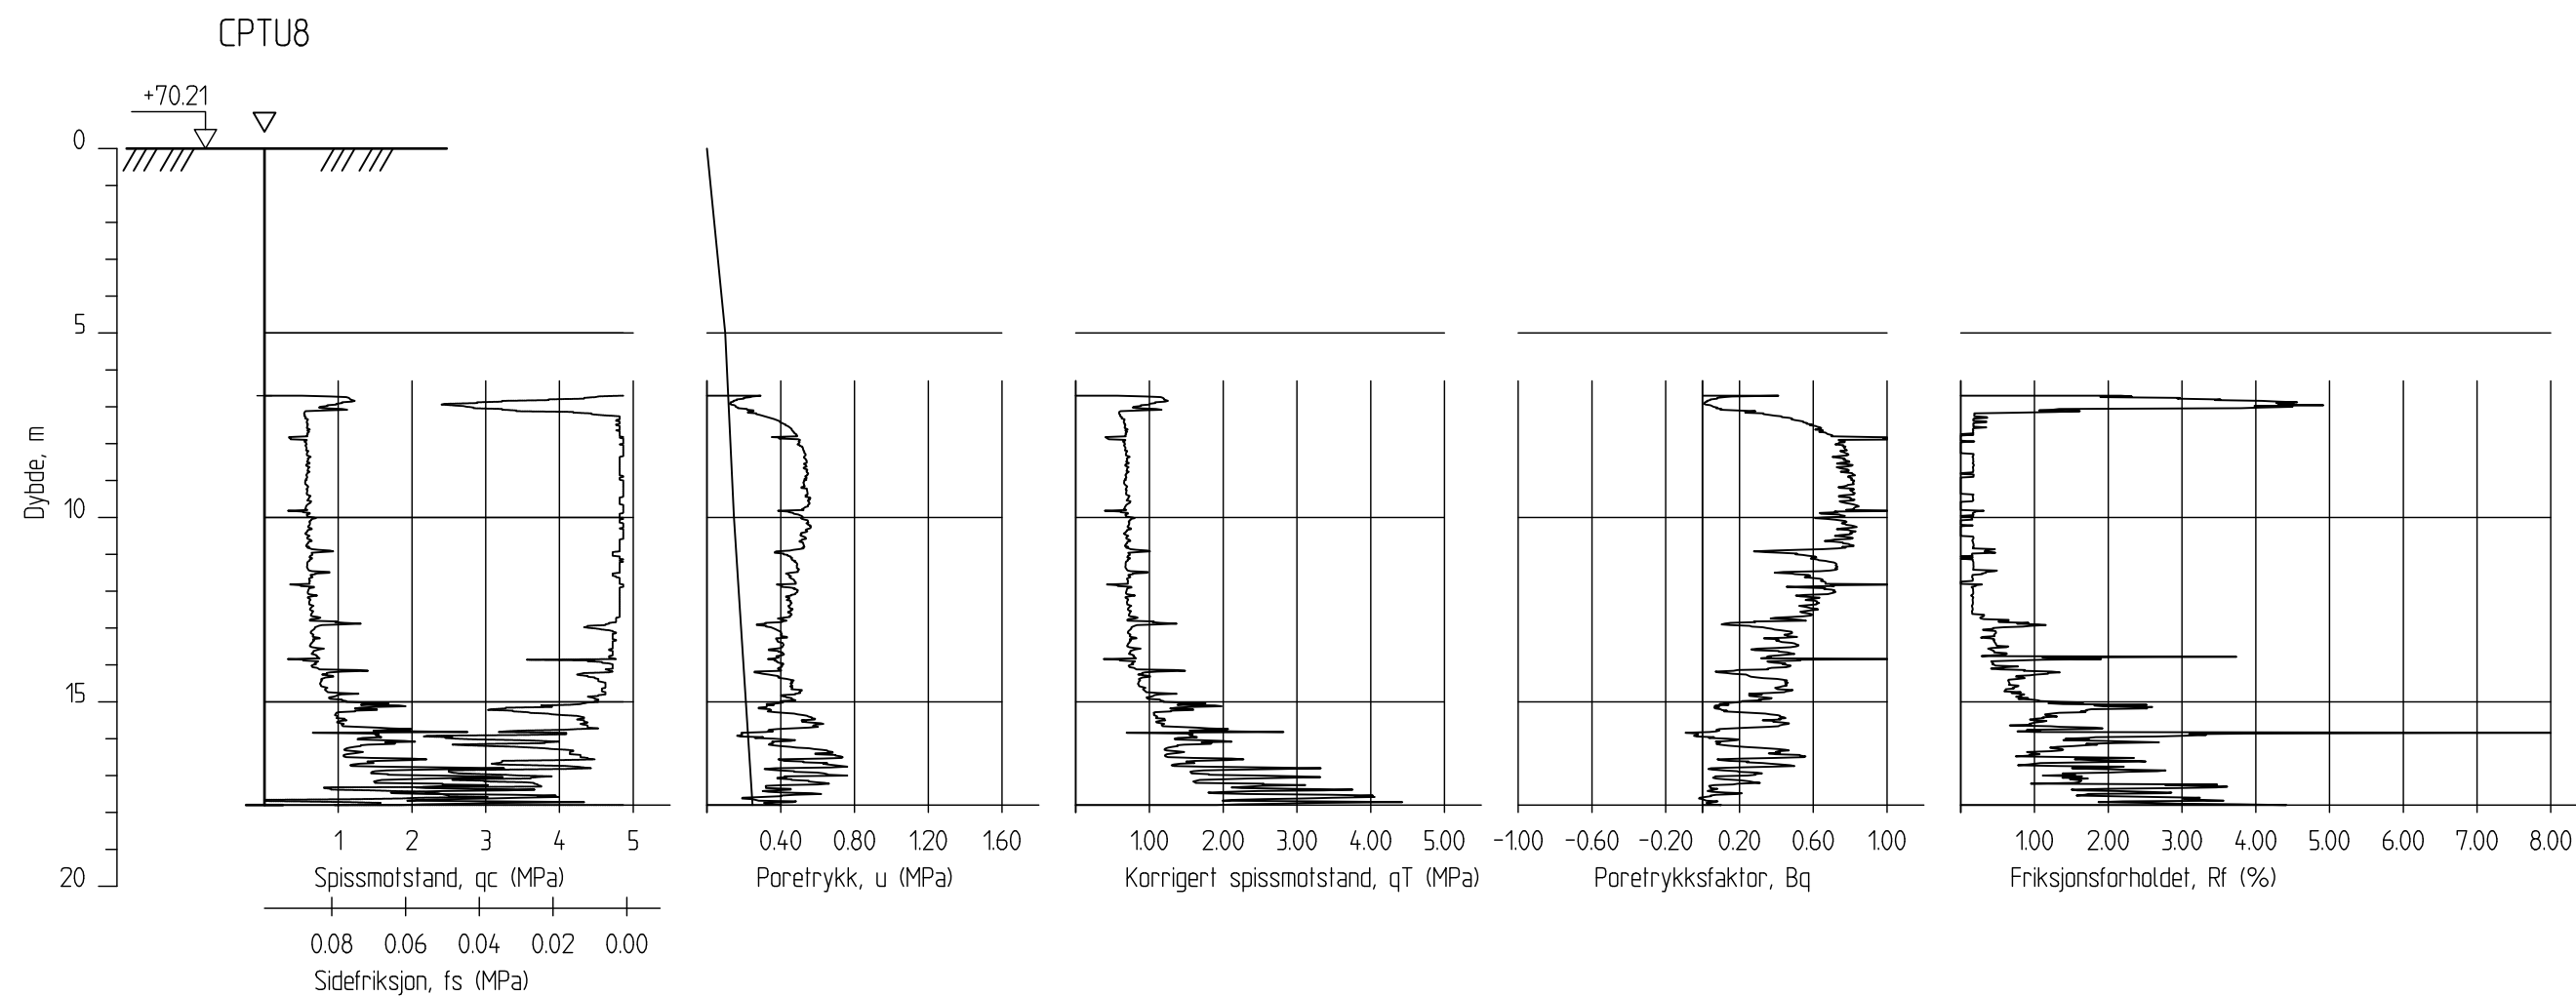 CPTU8
+70.21
0
5
10
15
20
Dybde, m
1 2 3 4 5
Spissmotstand, qc (MPa)
0.08 0.06 0.04 0.02 0.00
Sidefriksjon, fs (MPa)
0.40 0.80 1.20 1.60
Poretrykk, u (MPa)
1.00 2.00 3.00 4.00 5.00
Korrigert spissmotstand, qT (MPa)
-1.00 -0.60 -0.20 0.20 0.60 1.00
Poretrykksfaktor, Bq
1.00 2.00 3.00 4.00 5.00 6.00 7.00 8.00
Friksjonsforholdet, Rf (%)